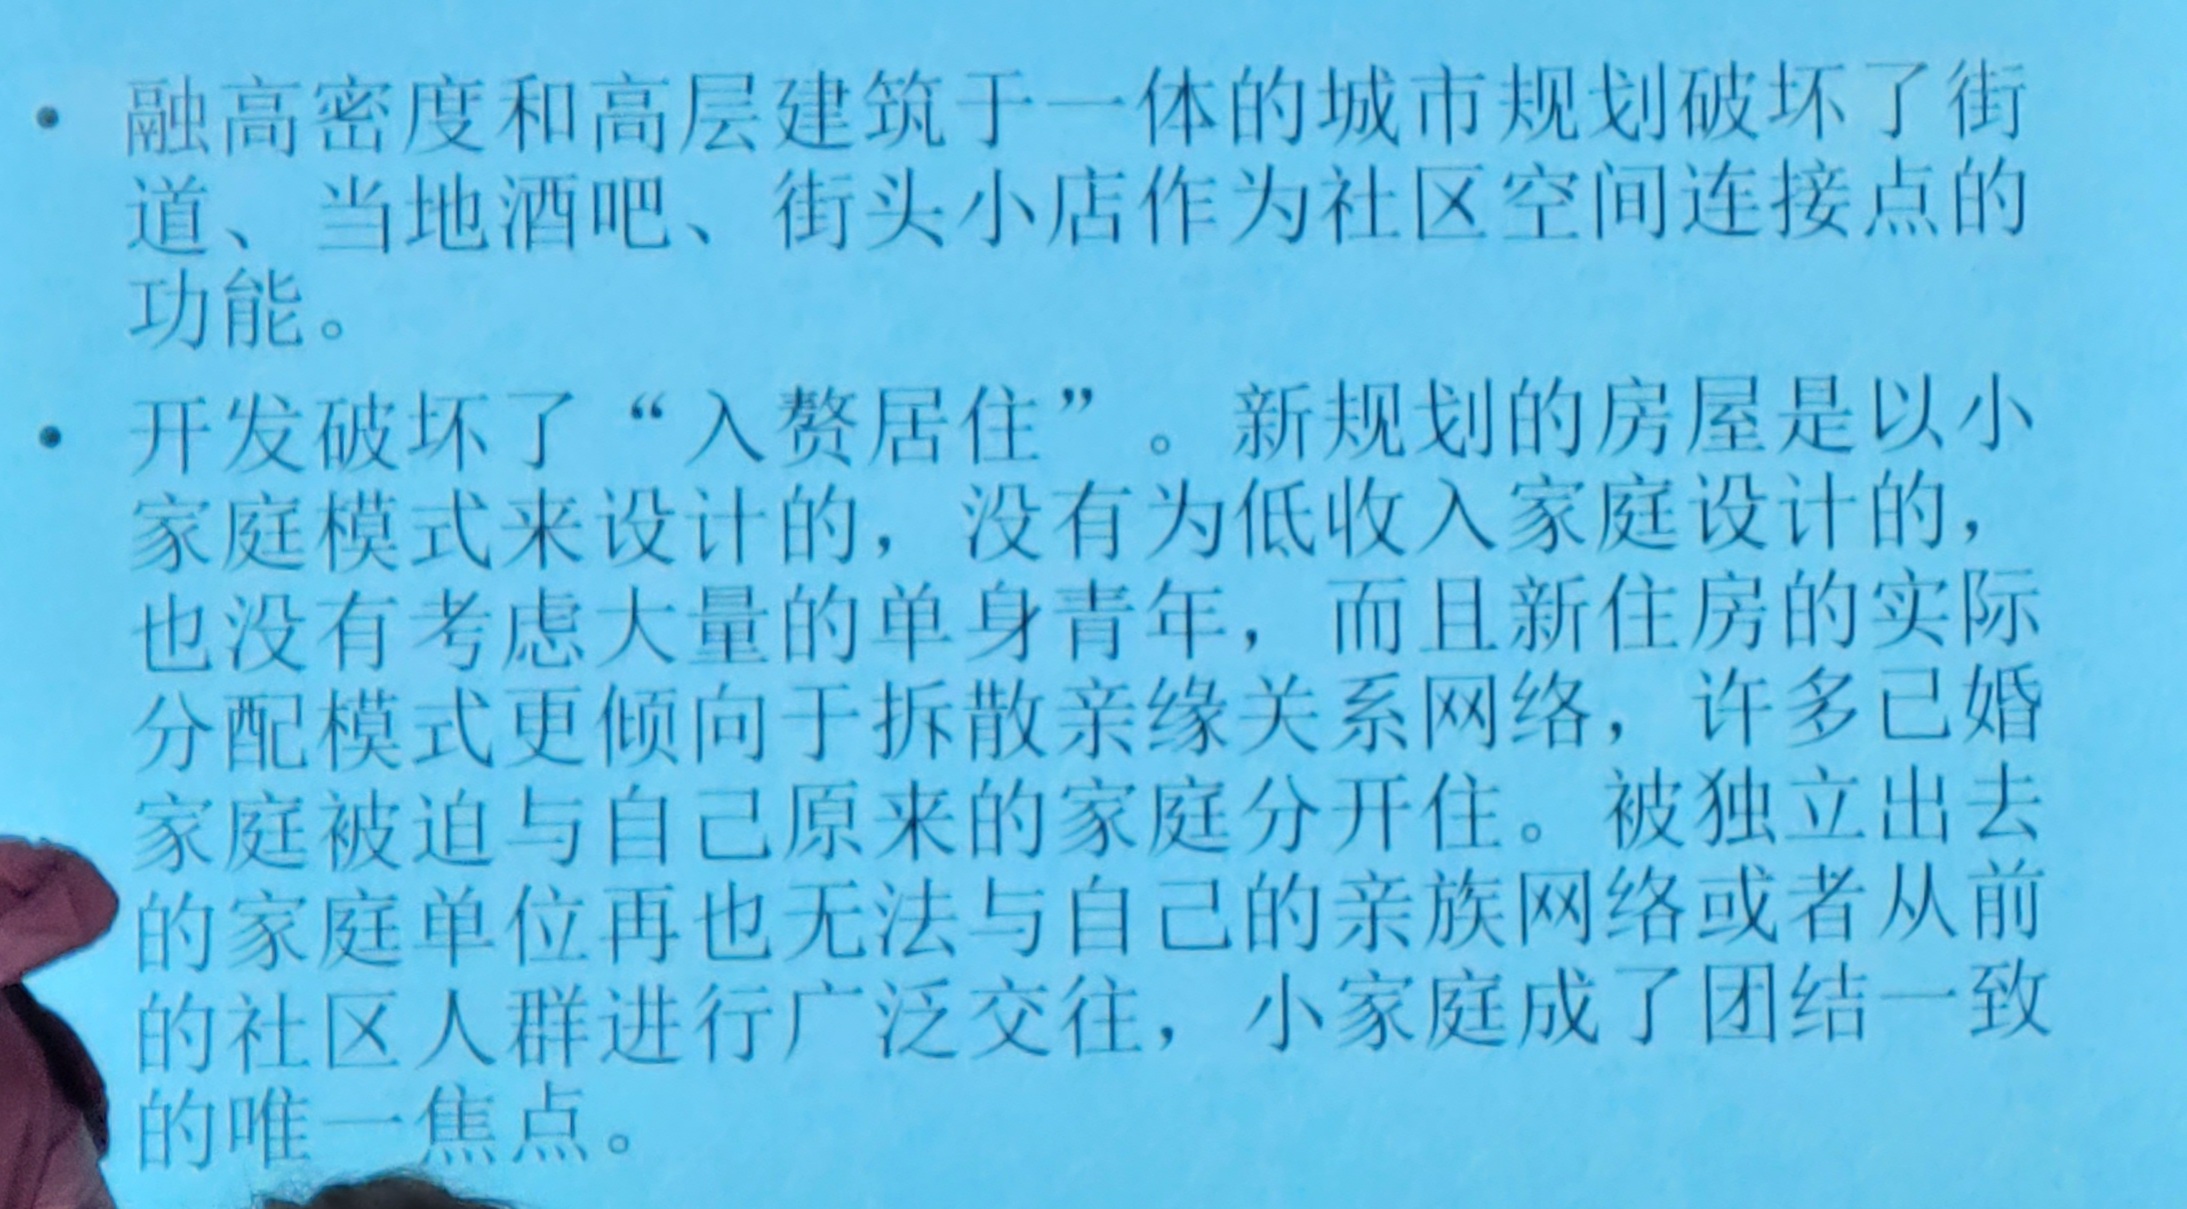 • 融高密度和高层建筑于一体的城市规划破坏了街
道、当地酒吧、街头小店作为社区空间连接点的
功能。
• 开发破坏了“入赘居住”。新规划的房屋是以小
家庭模式来设计的，没有为低收入家庭设计的，
也没有考虑大量的单身青年，而且新住房的实际
分配模式更倾向于拆散亲缘关系网络，许多已婚
家庭被迫与自己原来的家庭分开住。被独立出去
的家庭单位再也无法与自己的亲族网络或者从前
的社区人群进行广泛交往，小家庭成了团结一致
的唯一焦点。